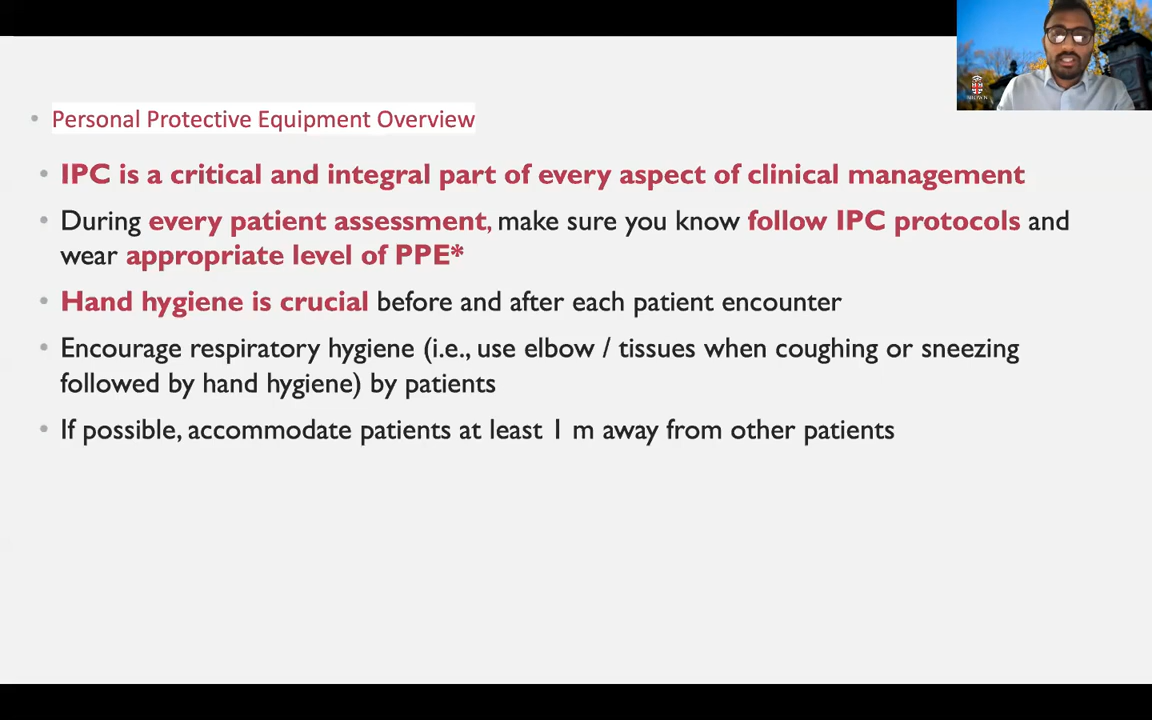 Personal Protective Equipment Overview
IPC is a critical and integral part of every aspect of clinical management
During every patient assessment, make sure you know follow IPC protocols and
wear appropriate level of PPE*
Hand hygiene is crucial before and after each patient encounter
Encourage respiratory hygiene (i.e., use elbow / tissues when coughing or sneezing
followed by hand hygiene) by patients
If possible, accommodate patients at least 1 m away from other patients